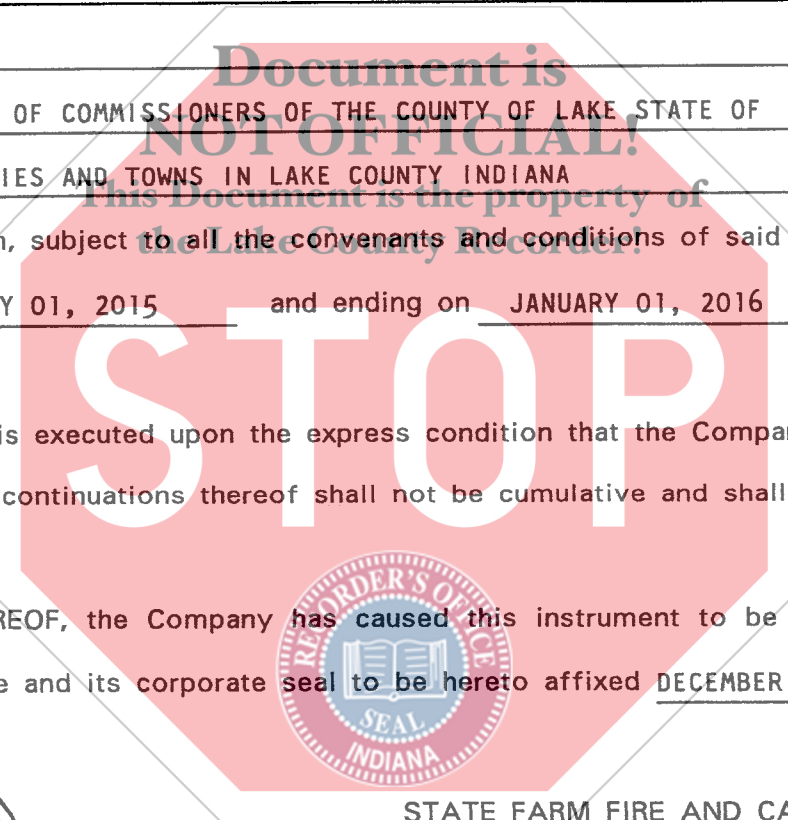 Document is
OF COMMISSIONERS OF THE COUNTY OF LAKE STATE OF
NOT OFFICIAL!
IES AND TOWNS IN LAKE COUNTY INDIANA
This Document is the property of
, subject to all the convenants and conditions of said
the Lake County Recorder!
Y 01, 2015 and ending on JANUARY 01, 2016
STOP
is executed upon the express condition that the Compa
continuations thereof shall not be cumulative and shall
REOF, the Company has caused this instrument to be
e and its corporate seal to be hereto affixed DECEMBER
RECORDER'S OFFICE
SEAL
INDIANA
STATE FARM FIRE AND CA